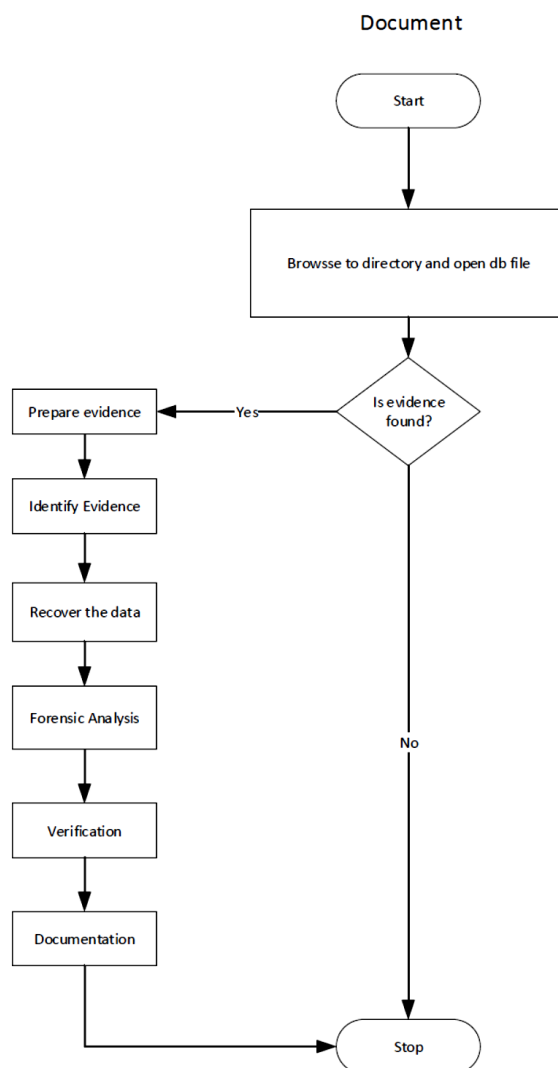 Document
Start
Browsse to directory and open db file
Is evidence
found?
Yes
Prepare evidence
Identify Evidence
Recover the data
Forensic Analysis
No
Verification
Documentation
Stop